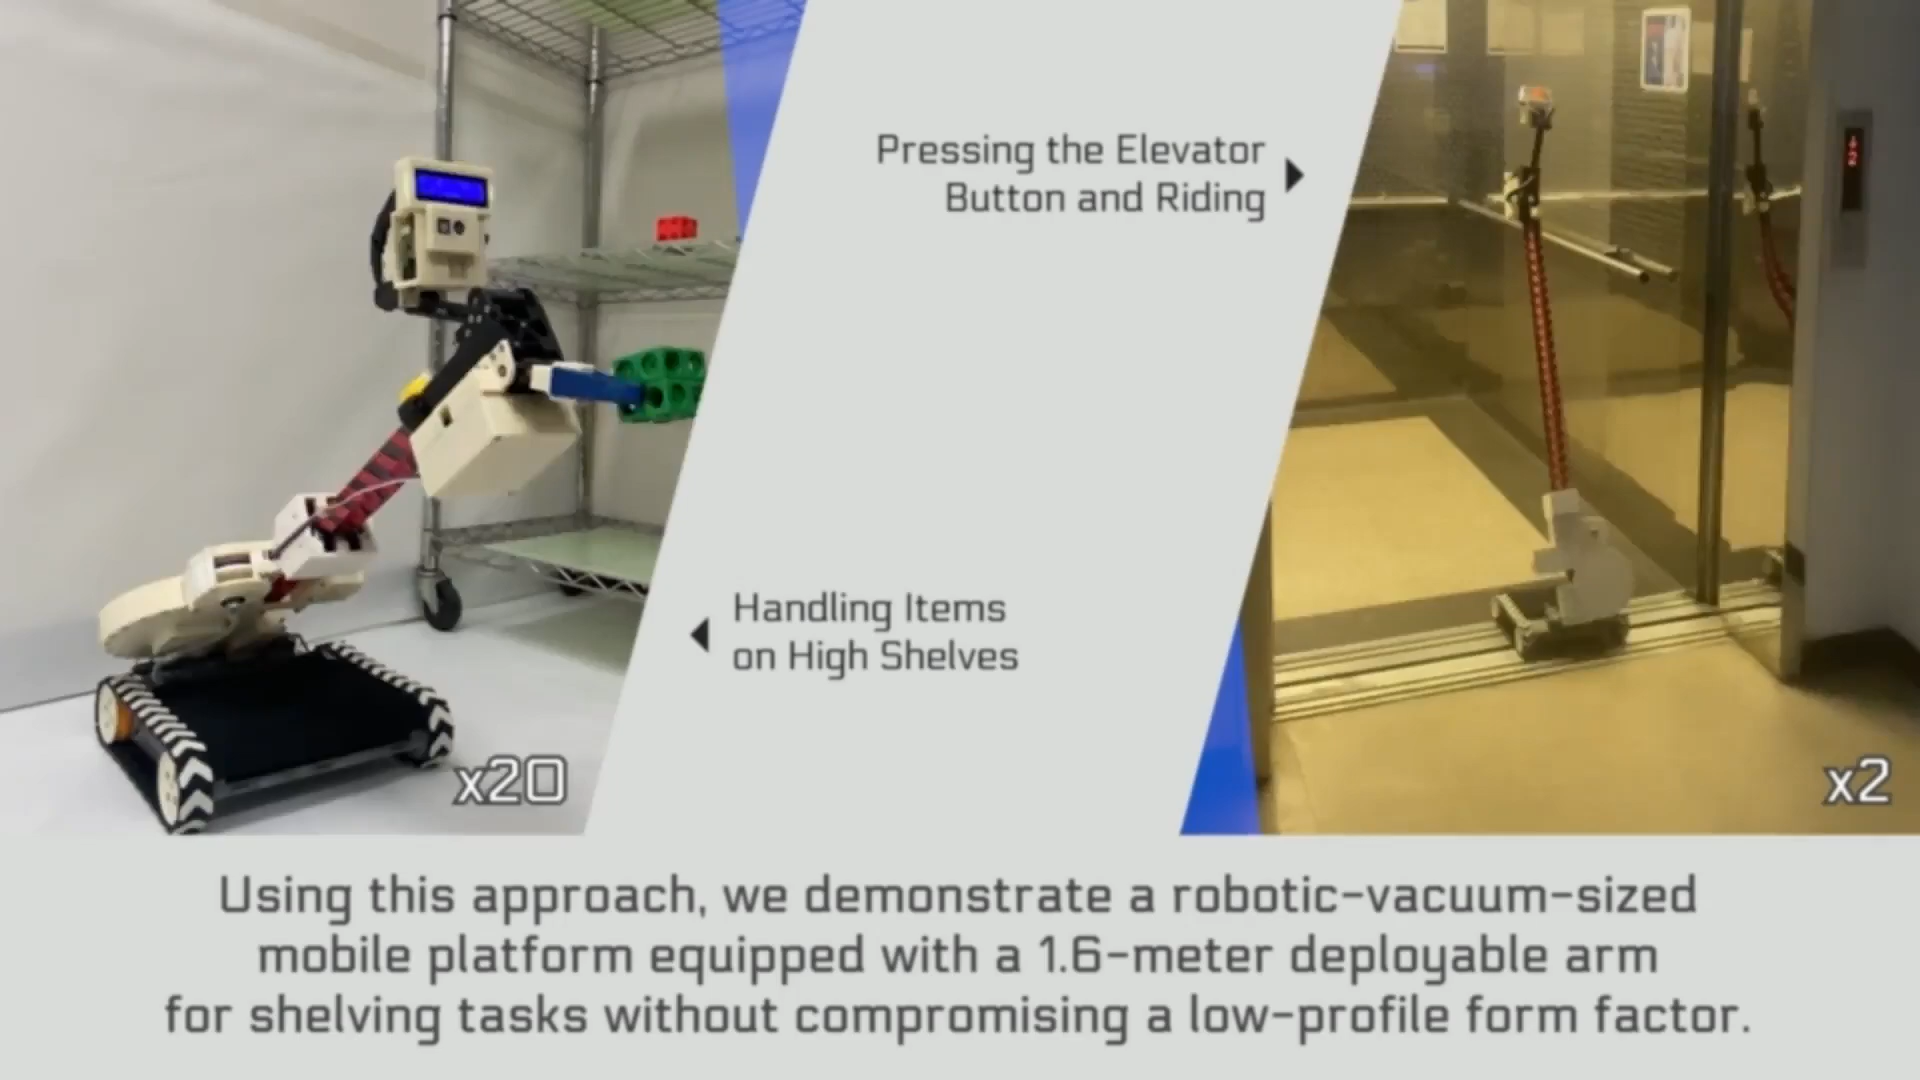 Pressing the Elevator
Button and Riding
Handling Items
on High Shelves
x20
x2
Using this approach, we demonstrate a robotic-vacuum-sized
mobile platform equipped with a 1.6-meter deployable arm
for shelving tasks without compromising a low-profile form factor.